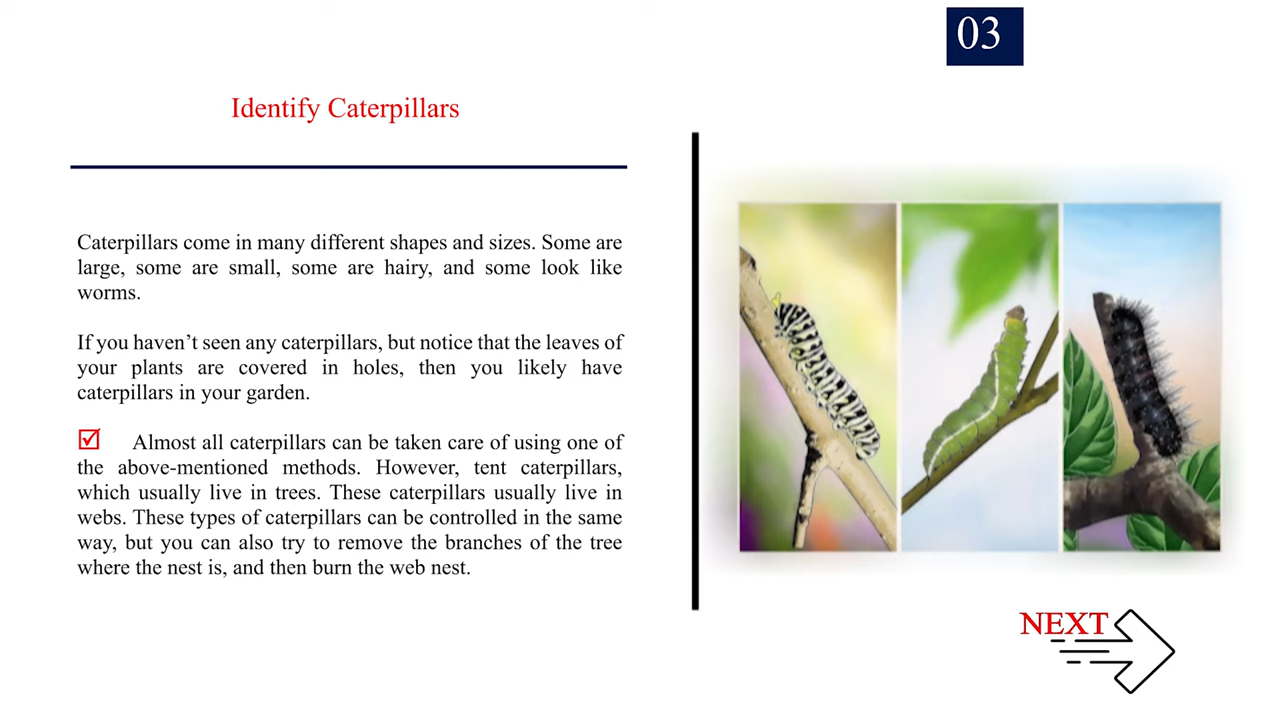 03
Identify Caterpillars
Caterpillars come in many different shapes and sizes. Some are
large, some are small, some are hairy, and some look like
worms.
If you haven’t seen any caterpillars, but notice that the leaves of
your plants are covered in holes, then you likely have
caterpillars in your garden.
☑ Almost all caterpillars can be taken care of using one of
the above-mentioned methods. However, tent caterpillars,
which usually live in trees. These caterpillars usually live in
webs. These types of caterpillars can be controlled in the same
way, but you can also try to remove the branches of the tree
where the nest is, and then burn the web nest.
NEXT